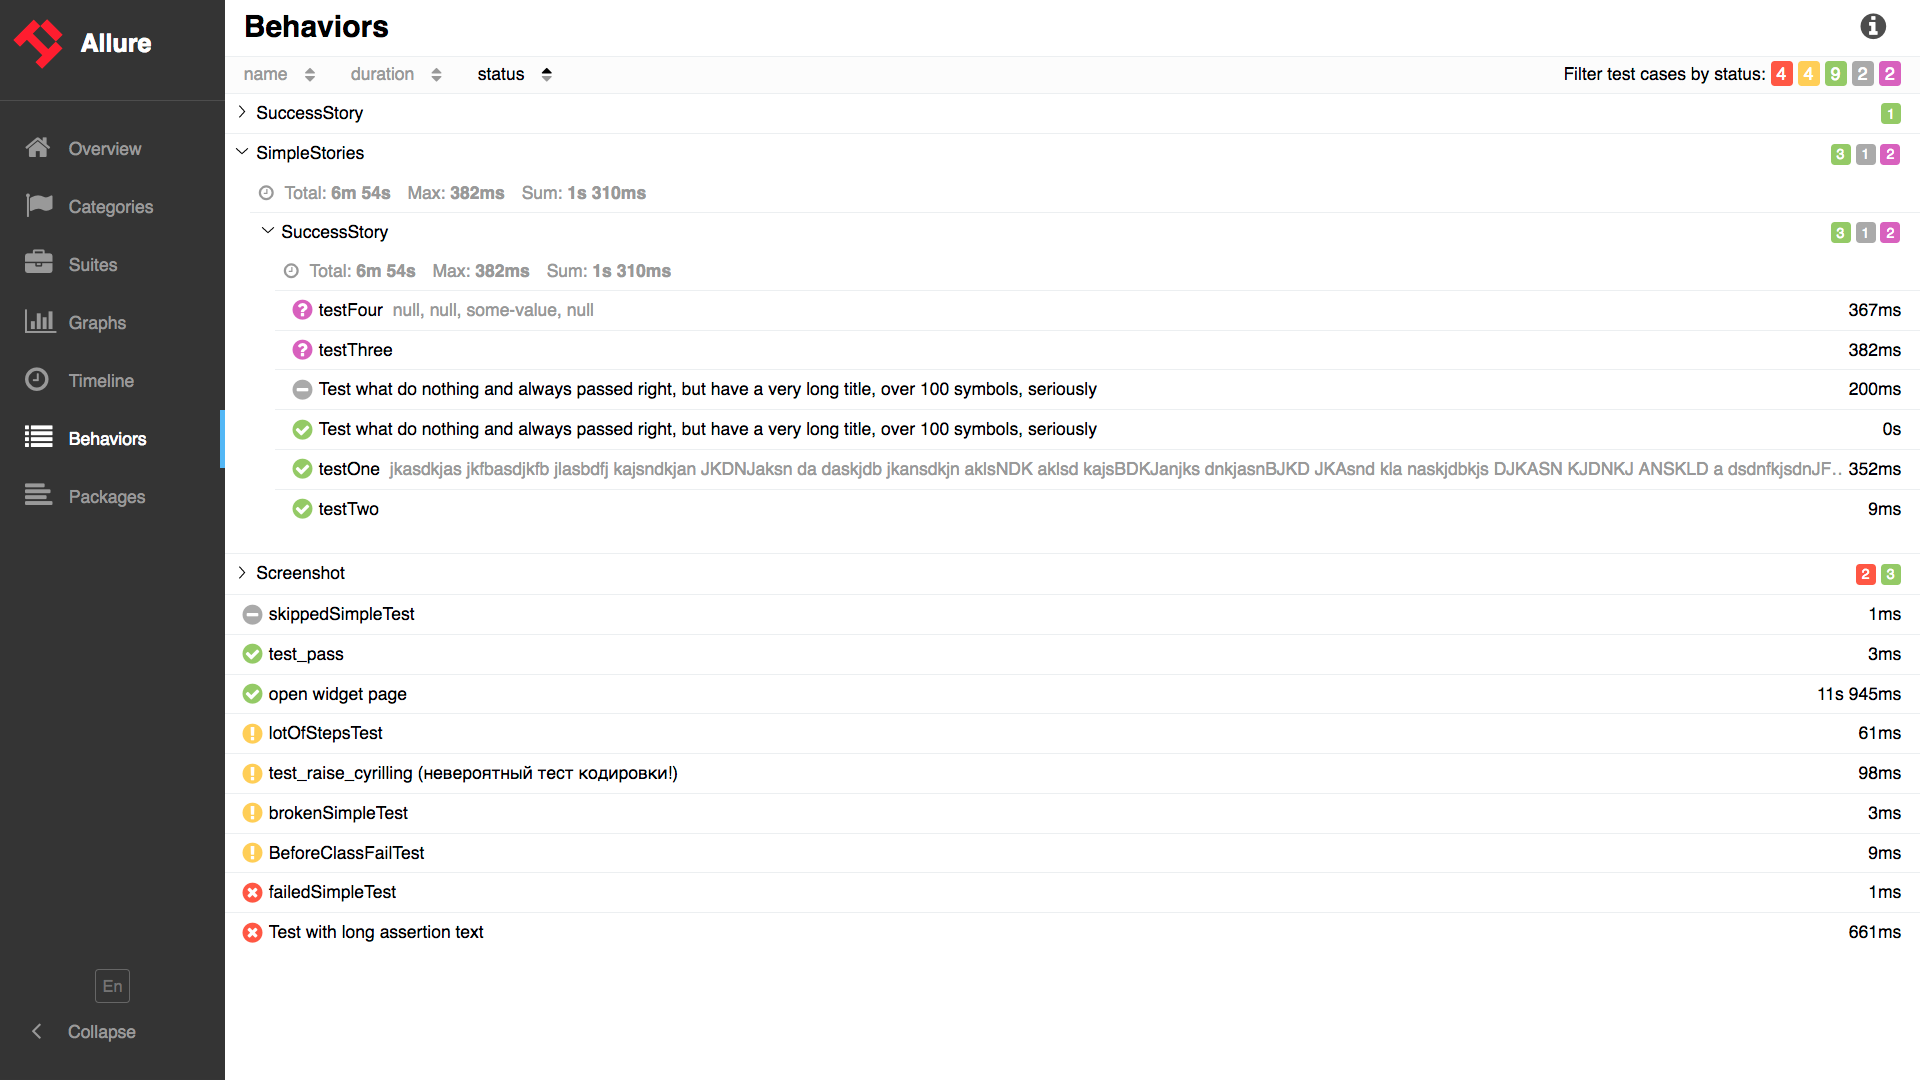 Allure
Overview
Categories
Suites
Graphs
Timeline
Behaviors
Packages
En
Collapse
Behaviors
name duration status Filter test cases by status: 4 4 9 2 2
SuccessStory 1
SimpleStories 3 1 2
Total: 6m 54s Max: 382ms Sum: 1s 310ms
SuccessStory 3 1 2
Total: 6m 54s Max: 382ms Sum: 1s 310ms
testFour null, null, some-value, null 367ms
testThree 382ms
Test what do nothing and always passed right, but have a very long title, over 100 symbols, seriously 200ms
Test what do nothing and always passed right, but have a very long title, over 100 symbols, seriously 0s
testOne jkasdkjas jkfbasdjkfb jlasbdfj kajsndkjan JKDNJaksn da daskjdb jkansdkjn aklsNDK aklsd kajsBDKJanjks dnkjasnBJKD JKAsnd kla naskjdbkjs DJKASN KJDNKJ ANSKLD a dsdnfkjsdnJF... 352ms
testTwo 9ms
Screenshot 2 3
skippedSimpleTest 1ms
test_pass 3ms
open widget page 11s 945ms
lotOfStepsTest 61ms
test_raise_cyrilling (невероятный тест кодировки!) 98ms
brokenSimpleTest 3ms
BeforeClassFailTest 9ms
failedSimpleTest 1ms
Test with long assertion text 661ms